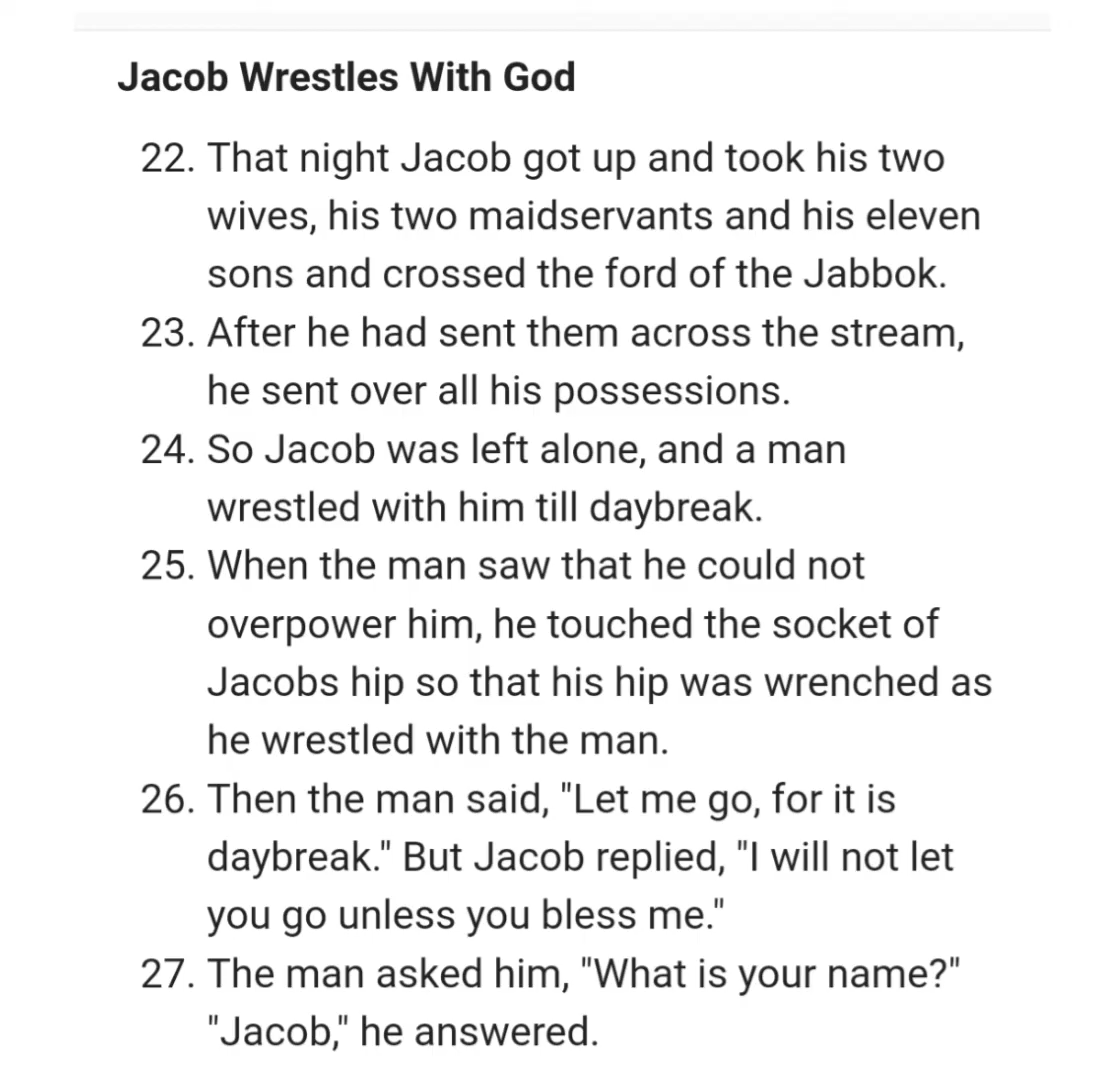 Jacob Wrestles With God
22. That night Jacob got up and took his two
wives, his two maidservants and his eleven
sons and crossed the ford of the Jabbok.
23. After he had sent them across the stream,
he sent over all his possessions.
24. So Jacob was left alone, and a man
wrestled with him till daybreak.
25. When the man saw that he could not
overpower him, he touched the socket of
Jacobs hip so that his hip was wrenched as
he wrestled with the man.
26. Then the man said, "Let me go, for it is
daybreak." But Jacob replied, "I will not let
you go unless you bless me."
27. The man asked him, "What is your name?"
"Jacob," he answered.